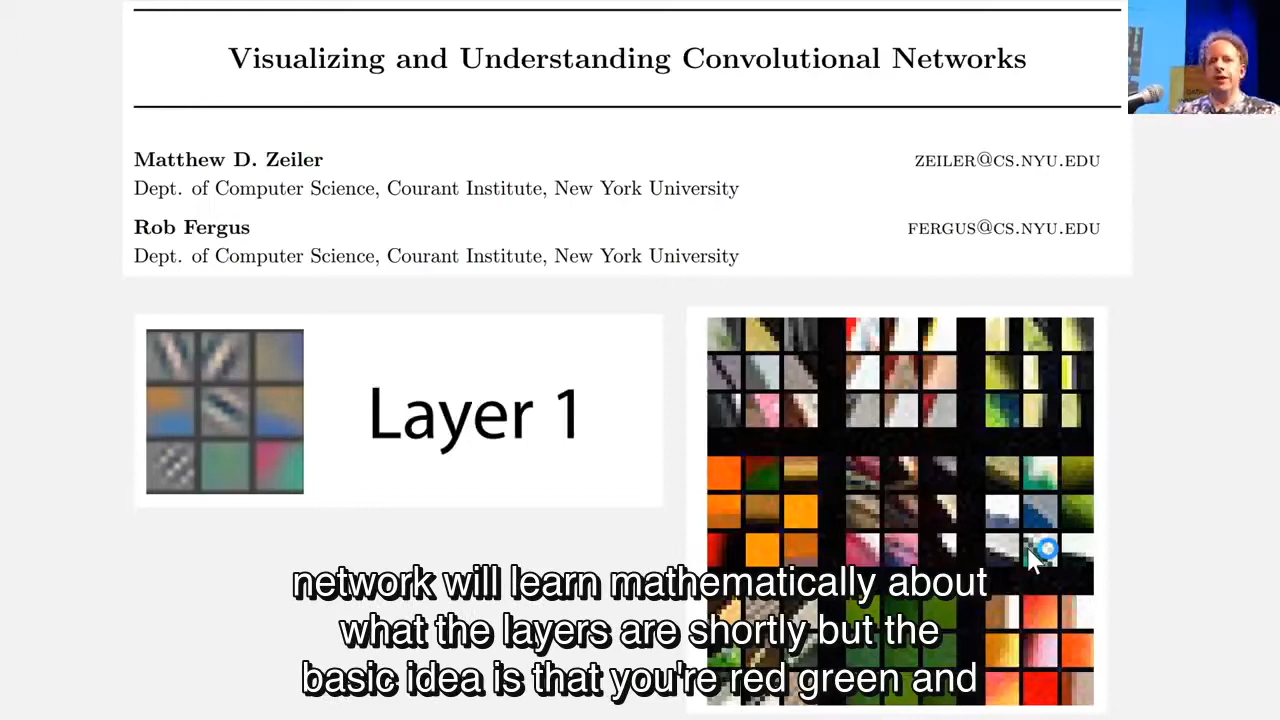 Visualizing and Understanding Convolutional Networks
Matthew D. Zeiler
ZEILER@CS.NYU.EDU
Dept. of Computer Science, Courant Institute, New York University
Rob Fergus
FERGUS@CS.NYU.EDU
Dept. of Computer Science, Courant Institute, New York University
Layer 1
network will learn mathematically about
what the layers are shortly but the
basic idea is that you're red green and